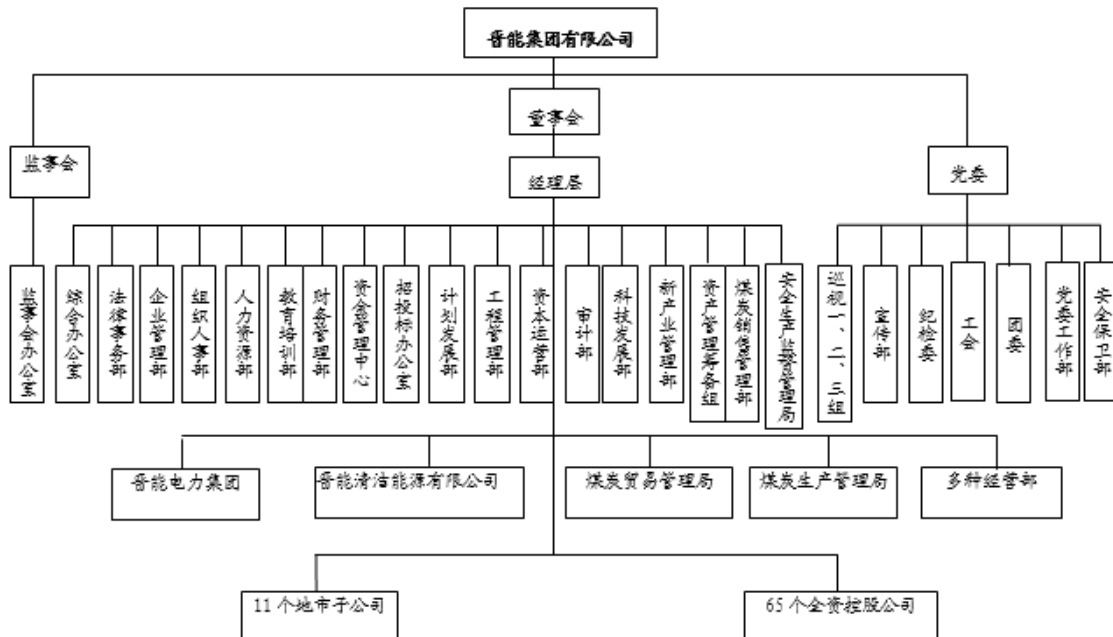 晋能集团有限公司
董事会
监事会
经理层
党委
监事会办公室
综合办公室
法律事务部
企业管理部
组织人事部
人力资源部
教育培训部
财务管理部
资金管理中心
招投标办公室
计划发展部
工程管理部
资本运营部
审计部
科技发展部
新产业管理部
资产管理筹备组
煤炭销售管理部
安全生产监督管理局
巡视一、二、三组
宣传部
纪检委
工会
团委
党委工作部
安全保卫部
晋能电力集团
晋能清洁能源有限公司
煤炭贸易管理局
煤炭生产管理局
多种经营部
11个地市子公司
65个全资控股公司